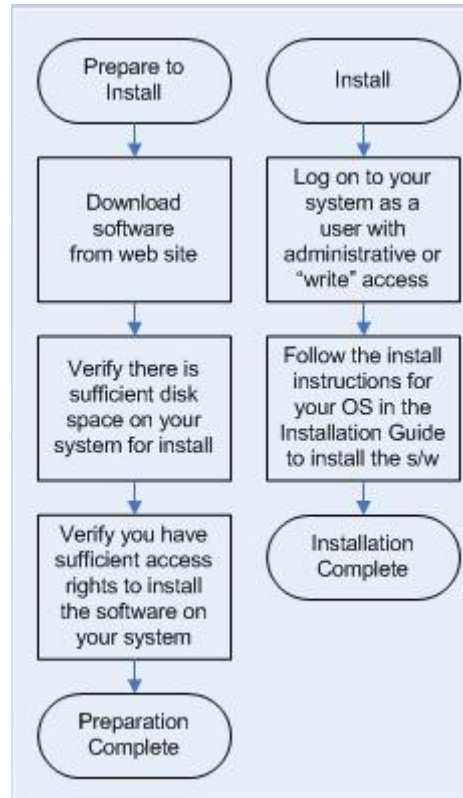 Prepare to
Install
Download
software
from web site
Verify there is
sufficient disk
space on your
system for install
Verify you have
sufficient access
rights to install
the software on
your system
Preparation
Complete
Install
Log on to your
system as a
user with
administrative or
“write” access
Follow the install
instructions for
your OS in the
Installation Guide
to install the s/w
Installation
Complete